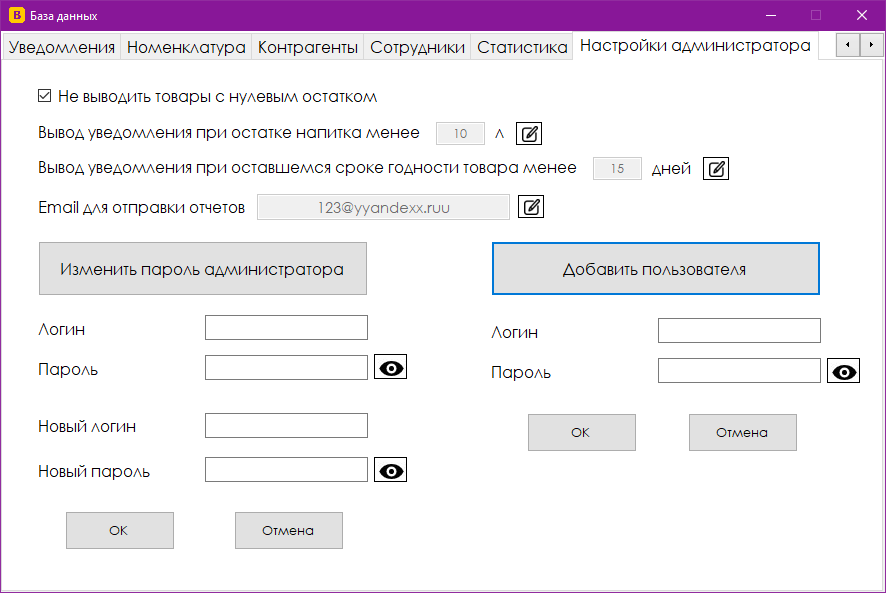 B База данных
Уведомления Номенклатура Контрагенты Сотрудники Статистика Настройки администратора
Не выводить товары с нулевым остатком
Вывод уведомления при остатке напитка менее 10 л
Вывод уведомления при оставшемся сроке годности товара менее 15 дней
Email для отправки отчетов 123@yyandexx.ruu
Изменить пароль администратора
Логин
Пароль
Новый логин
Новый пароль
ОК Отмена
Добавить пользователя
Логин
Пароль
ОК Отмена